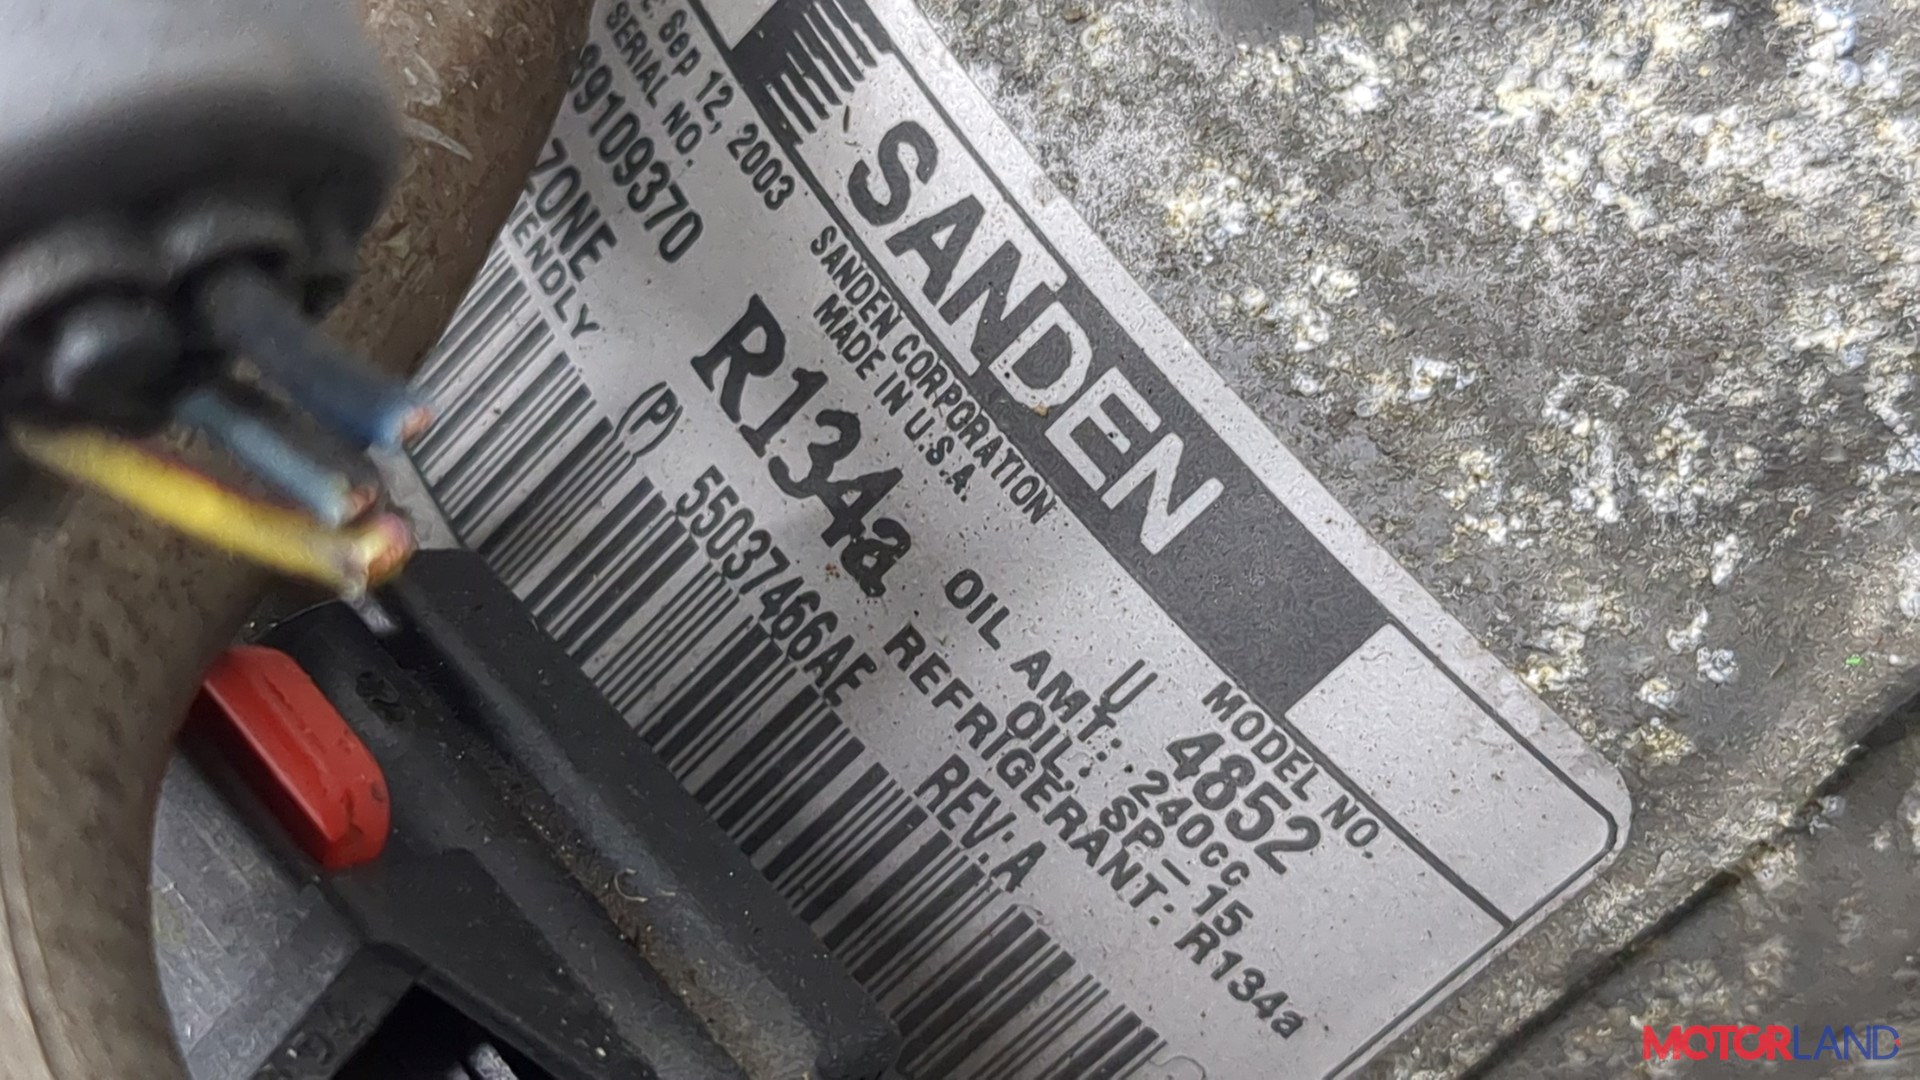 SANDEN
SANDEN CORPORATION
MADE IN U.S.A.
Sep 12, 2003
SERIAL NO.
89109370
MODEL NO.
U 4852
OIL AMT: 240cc
OIL: SP-15
REFRIGERANT: R134a
R134a
ZONE
(P) 55037466AE REV: A
MOTORLAND